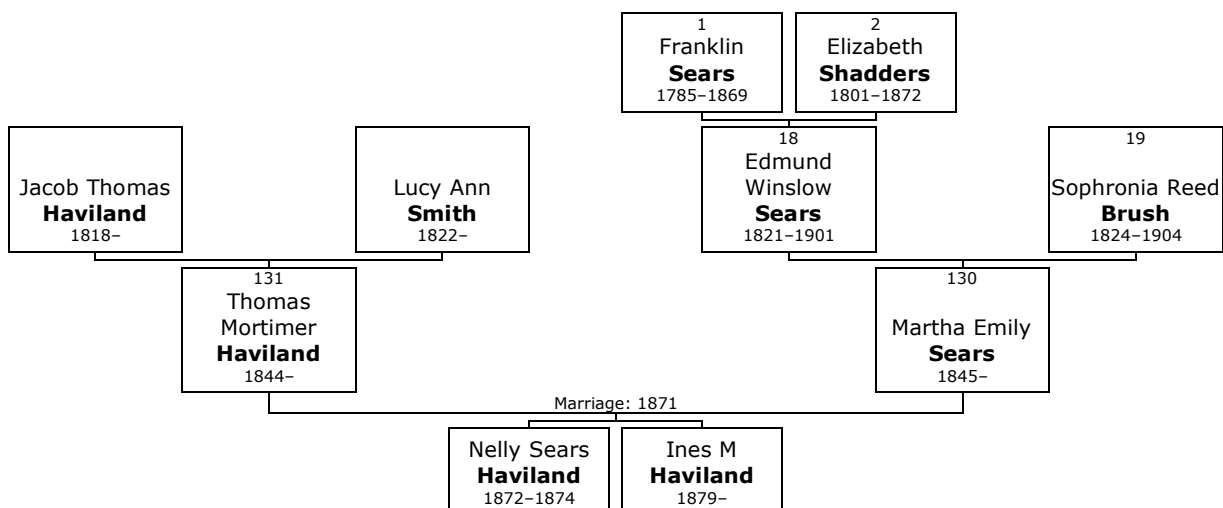 1
Franklin
Sears
1785–1869
2
Elizabeth
Shadders
1801–1872
Jacob Thomas
Haviland
1818–
Lucy Ann
Smith
1822–
18
Edmund
Winslow
Sears
1821–1901
19
Sophronia Reed
Brush
1824–1904
131
Thomas
Mortimer
Haviland
1844–
130
Martha Emily
Sears
1845–
Marriage: 1871
Nelly Sears
Haviland
1872–1874
Ines M
Haviland
1879–